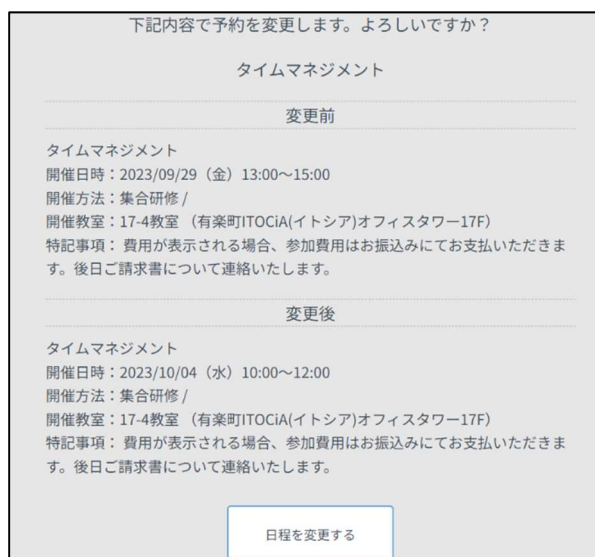 下記内容で予約を変更します。よろしいですか？
タイムマネジメント
変更前
タイムマネジメント
開催日時：2023/09/29（金）13:00～15:00
開催方法：集合研修 /
開催教室：17-4教室 （有楽町ITOCiA(イトシア)オフィスタワー17F）
特記事項： 費用が表示される場合、参加費用はお振込みにてお支払いただきま
す。後日ご請求書について連絡いたします。
変更後
タイムマネジメント
開催日時：2023/10/04（水）10:00～12:00
開催方法：集合研修 /
開催教室：17-4教室 （有楽町ITOCiA(イトシア)オフィスタワー17F）
特記事項： 費用が表示される場合、参加費用はお振込みにてお支払いただきま
す。後日ご請求書について連絡いたします。
日程を変更する